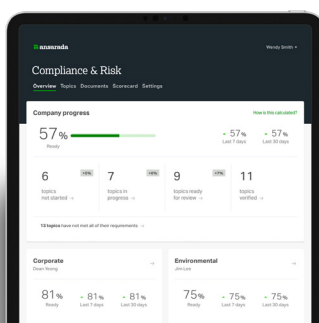 ansarada
Wendy Smith
Compliance & Risk
Overview Topics Documents Scorecard Settings
Company progress
How is this calculated?
57%
Ready
- 57%
Last 7 days
- 57%
Last 30 days
6
topics
not started →
7
topics in
progress →
9
topics ready
for review →
+7%
11
topics
verified →
13 topics have not met all of their requirements →
Corporate →
Environmental →
Jim Lee
81%
Ready
- 81%
Last 7 days
- 81%
Last 30 days
75%
Ready
- 75%
Last 7 days
- 75%
Last 30 days